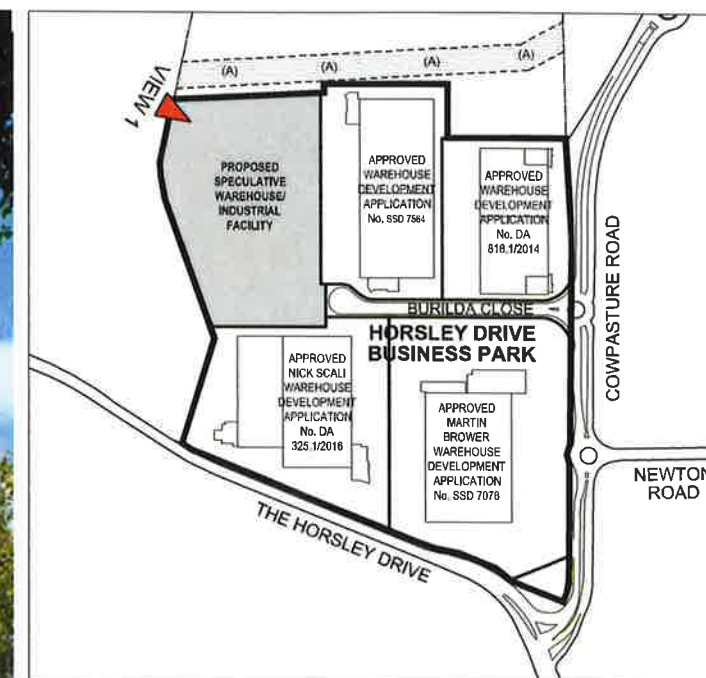 (A)
(A)
(A)
(A)
VIEW 1
PROPOSED
SPECULATIVE
WAREHOUSE/
INDUSTRIAL
FACILITY
APPROVED
WAREHOUSE
DEVELOPMENT
APPLICATION
No. SSD 7564
APPROVED
WAREHOUSE
DEVELOPMENT
APPLICATION
No. DA
818.1/2014
BURILDA CLOSE
HORSLEY DRIVE
BUSINESS PARK
COWPASTURE ROAD
APPROVED
NICK SCALI
WAREHOUSE
DEVELOPMENT
APPLICATION
No. DA
325.1/2016
APPROVED
MARTIN
BROWER
WAREHOUSE
DEVELOPMENT
APPLICATION
No. SSD 7078
NEWTON
ROAD
THE HORSLEY DRIVE